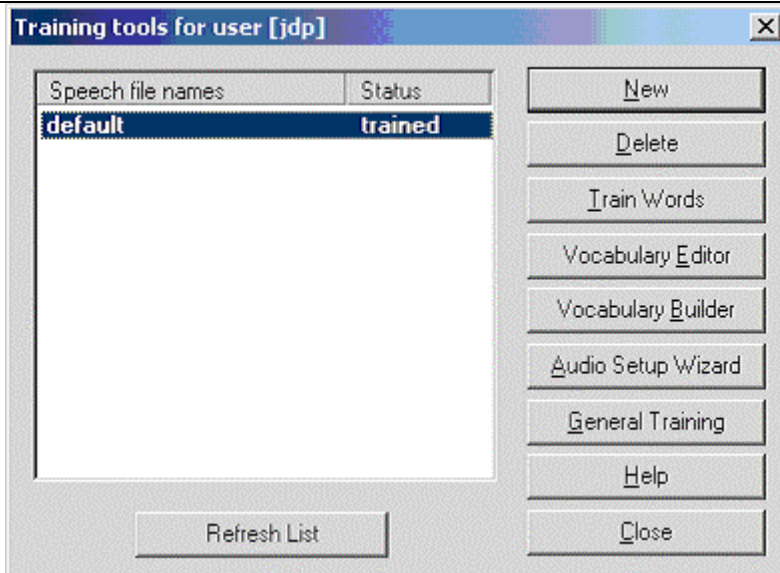 Training tools for user [jdp]
Speech file names Status
default trained
New
Delete
Train Words
Vocabulary Editor
Vocabulary Builder
Audio Setup Wizard
General Training
Help
Close
Refresh List